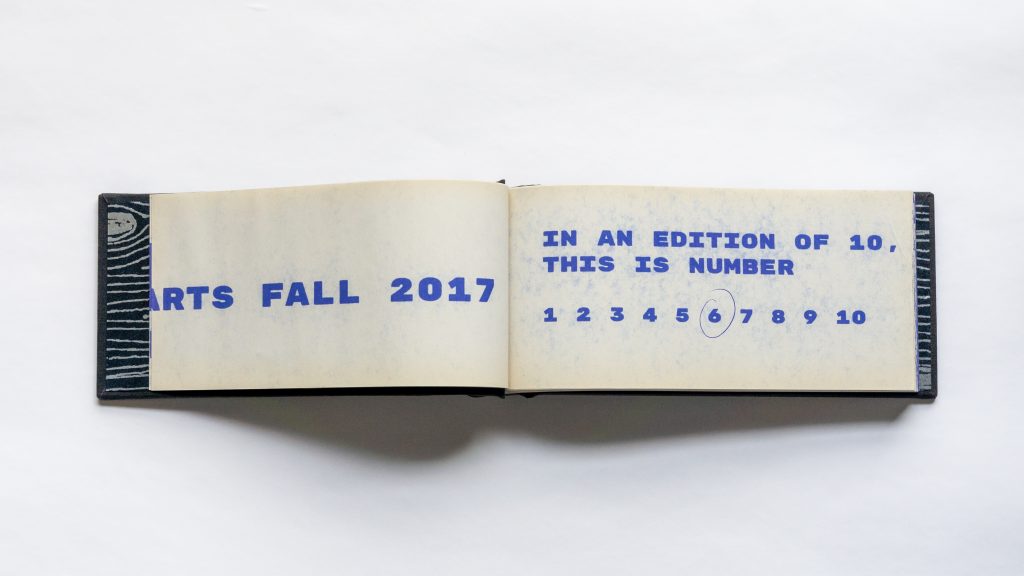 ARTS FALL 2017
IN AN EDITION OF 10,
THIS IS NUMBER
1 2 3 4 5 6 7 8 9 10